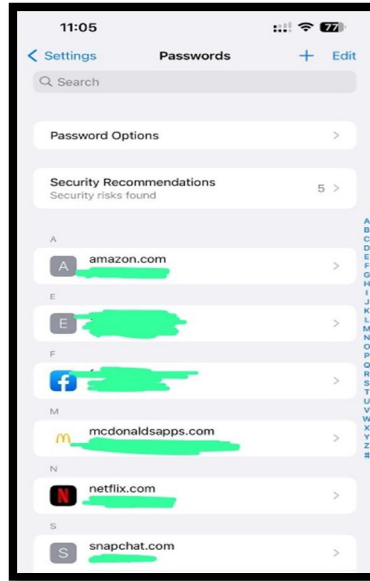 11:05
77
Settings
Passwords
Edit
Search
Password Options
Security Recommendations
Security risks found
5
A
A
amazon.com
E
E
F
f
M
mcdonaldsapps.com
N
N
netflix.com
S
S
snapchat.com
A
B
C
D
E
F
G
H
I
J
K
L
M
N
O
P
Q
R
S
T
U
V
W
X
Y
Z
#